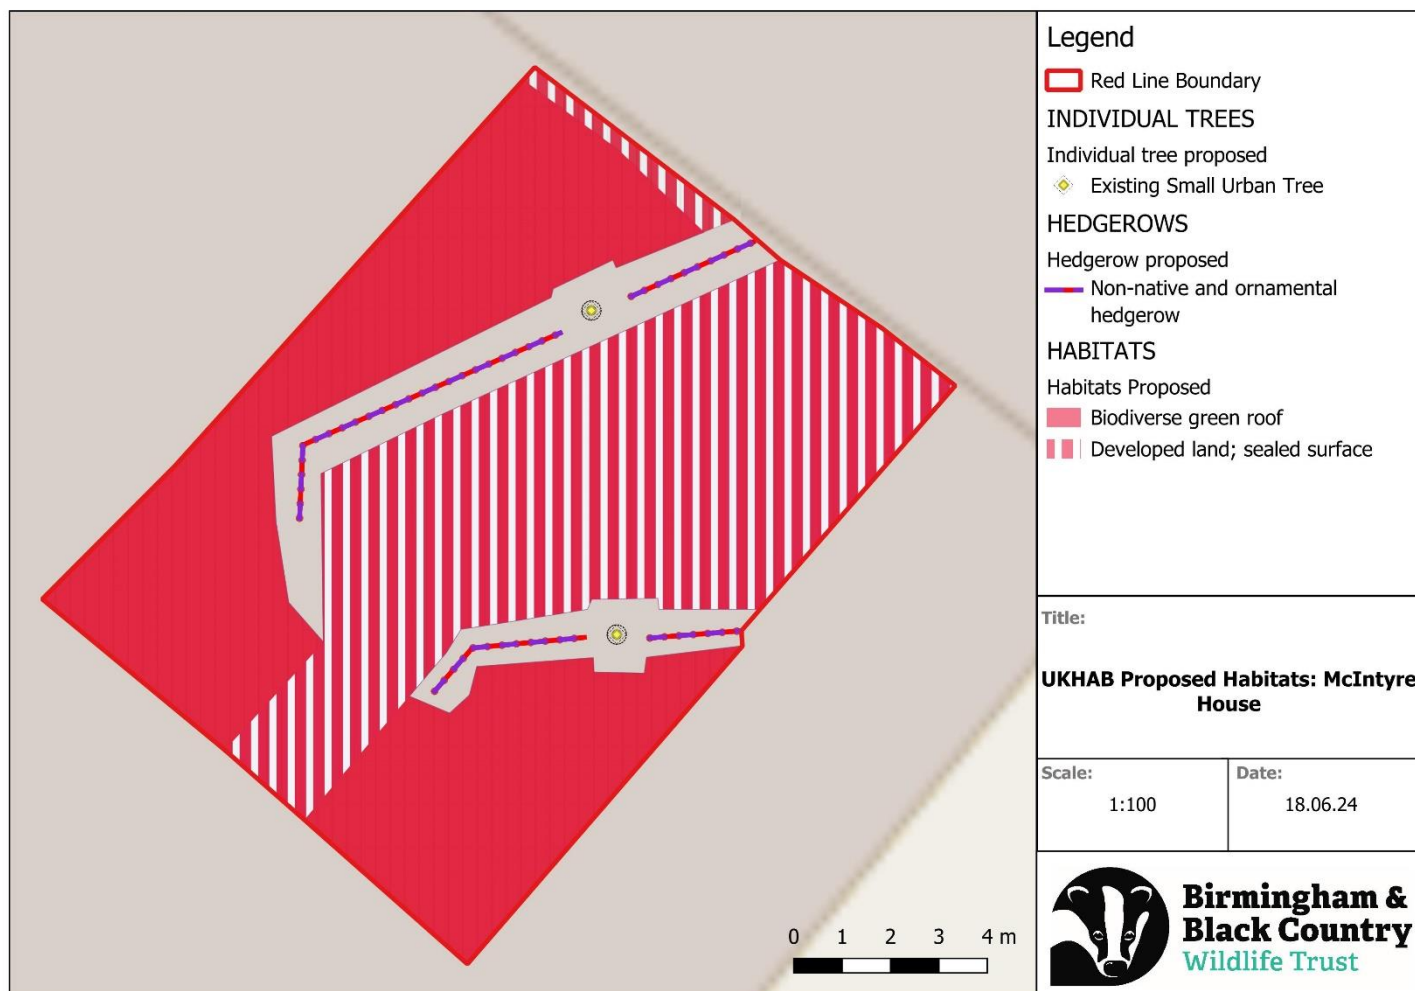 Legend
Red Line Boundary
INDIVIDUAL TREES
Individual tree proposed
Existing Small Urban Tree
HEDGEROWS
Hedgerow proposed
Non-native and ornamental
hedgerow
HABITATS
Habitats Proposed
Biodiverse green roof
Developed land; sealed surface
Title:
UKHAB Proposed Habitats: McIntyre
House
Scale:
1:100
Date:
18.06.24
0 1 2 3 4 m
Birmingham &
Black Country
Wildlife Trust